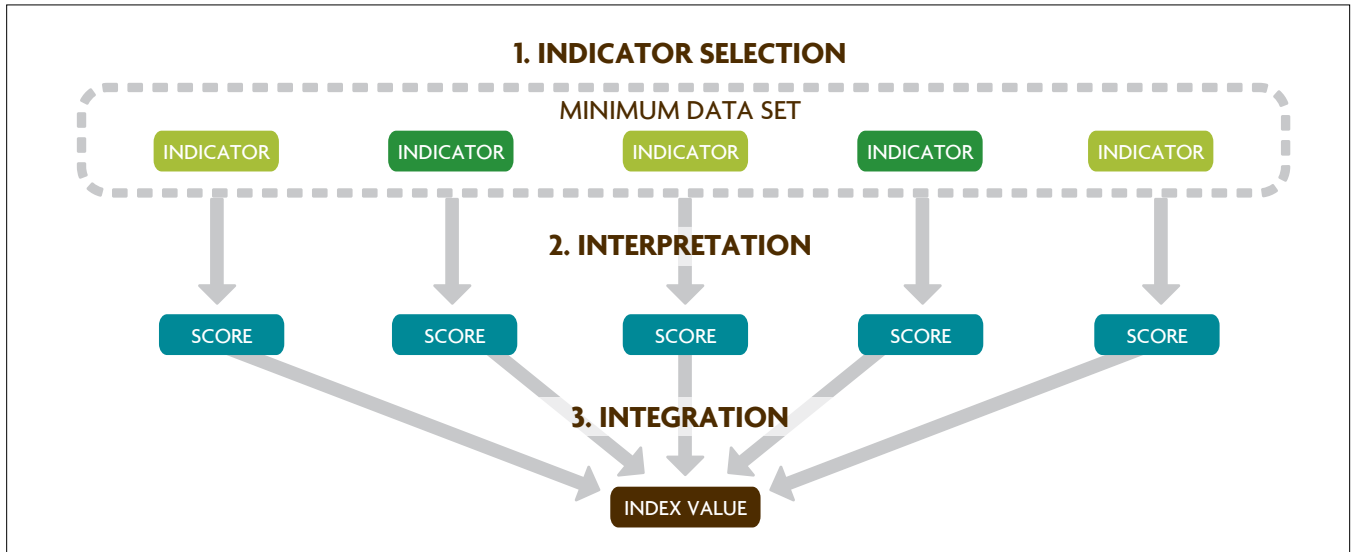 1. INDICATOR SELECTION
MINIMUM DATA SET
INDICATOR INDICATOR INDICATOR INDICATOR INDICATOR
2. INTERPRETATION
SCORE SCORE SCORE SCORE SCORE
3. INTEGRATION
INDEX VALUE